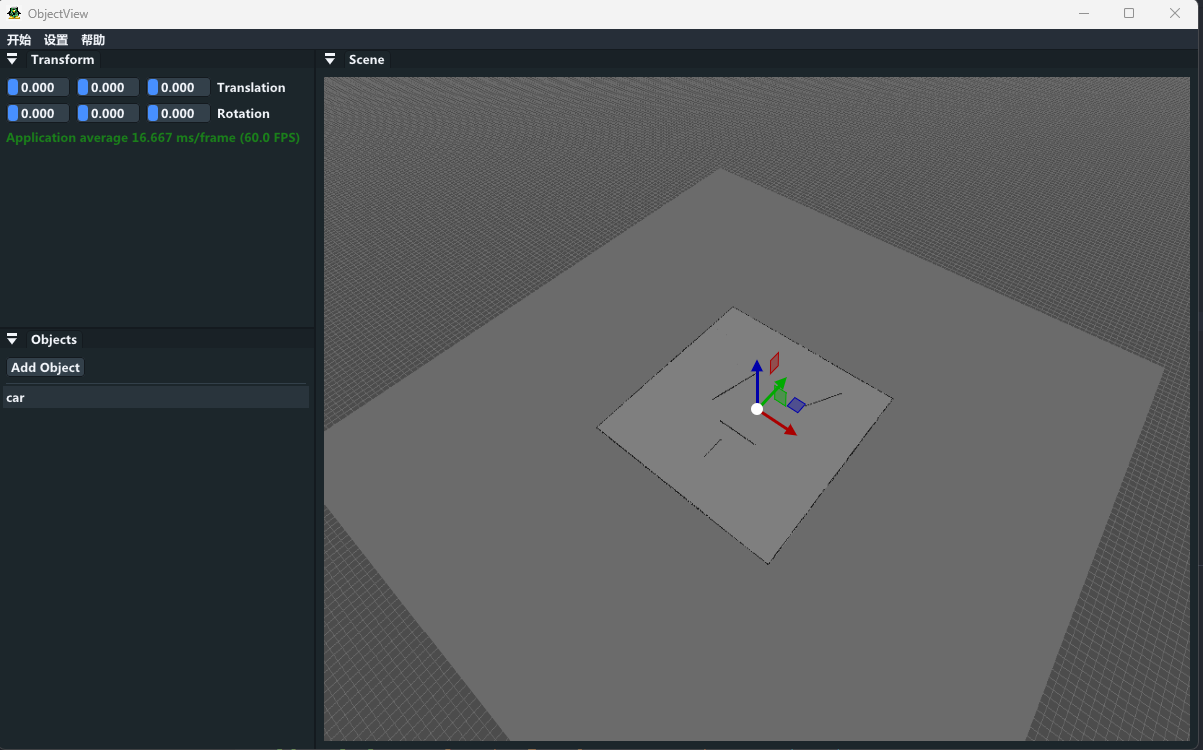 ObjectView
开始 设置 帮助
Transform
0.000 0.000 0.000 Translation
0.000 0.000 0.000 Rotation
Application average 16.667 ms/frame (60.0 FPS)
Objects
Add Object
car
Scene